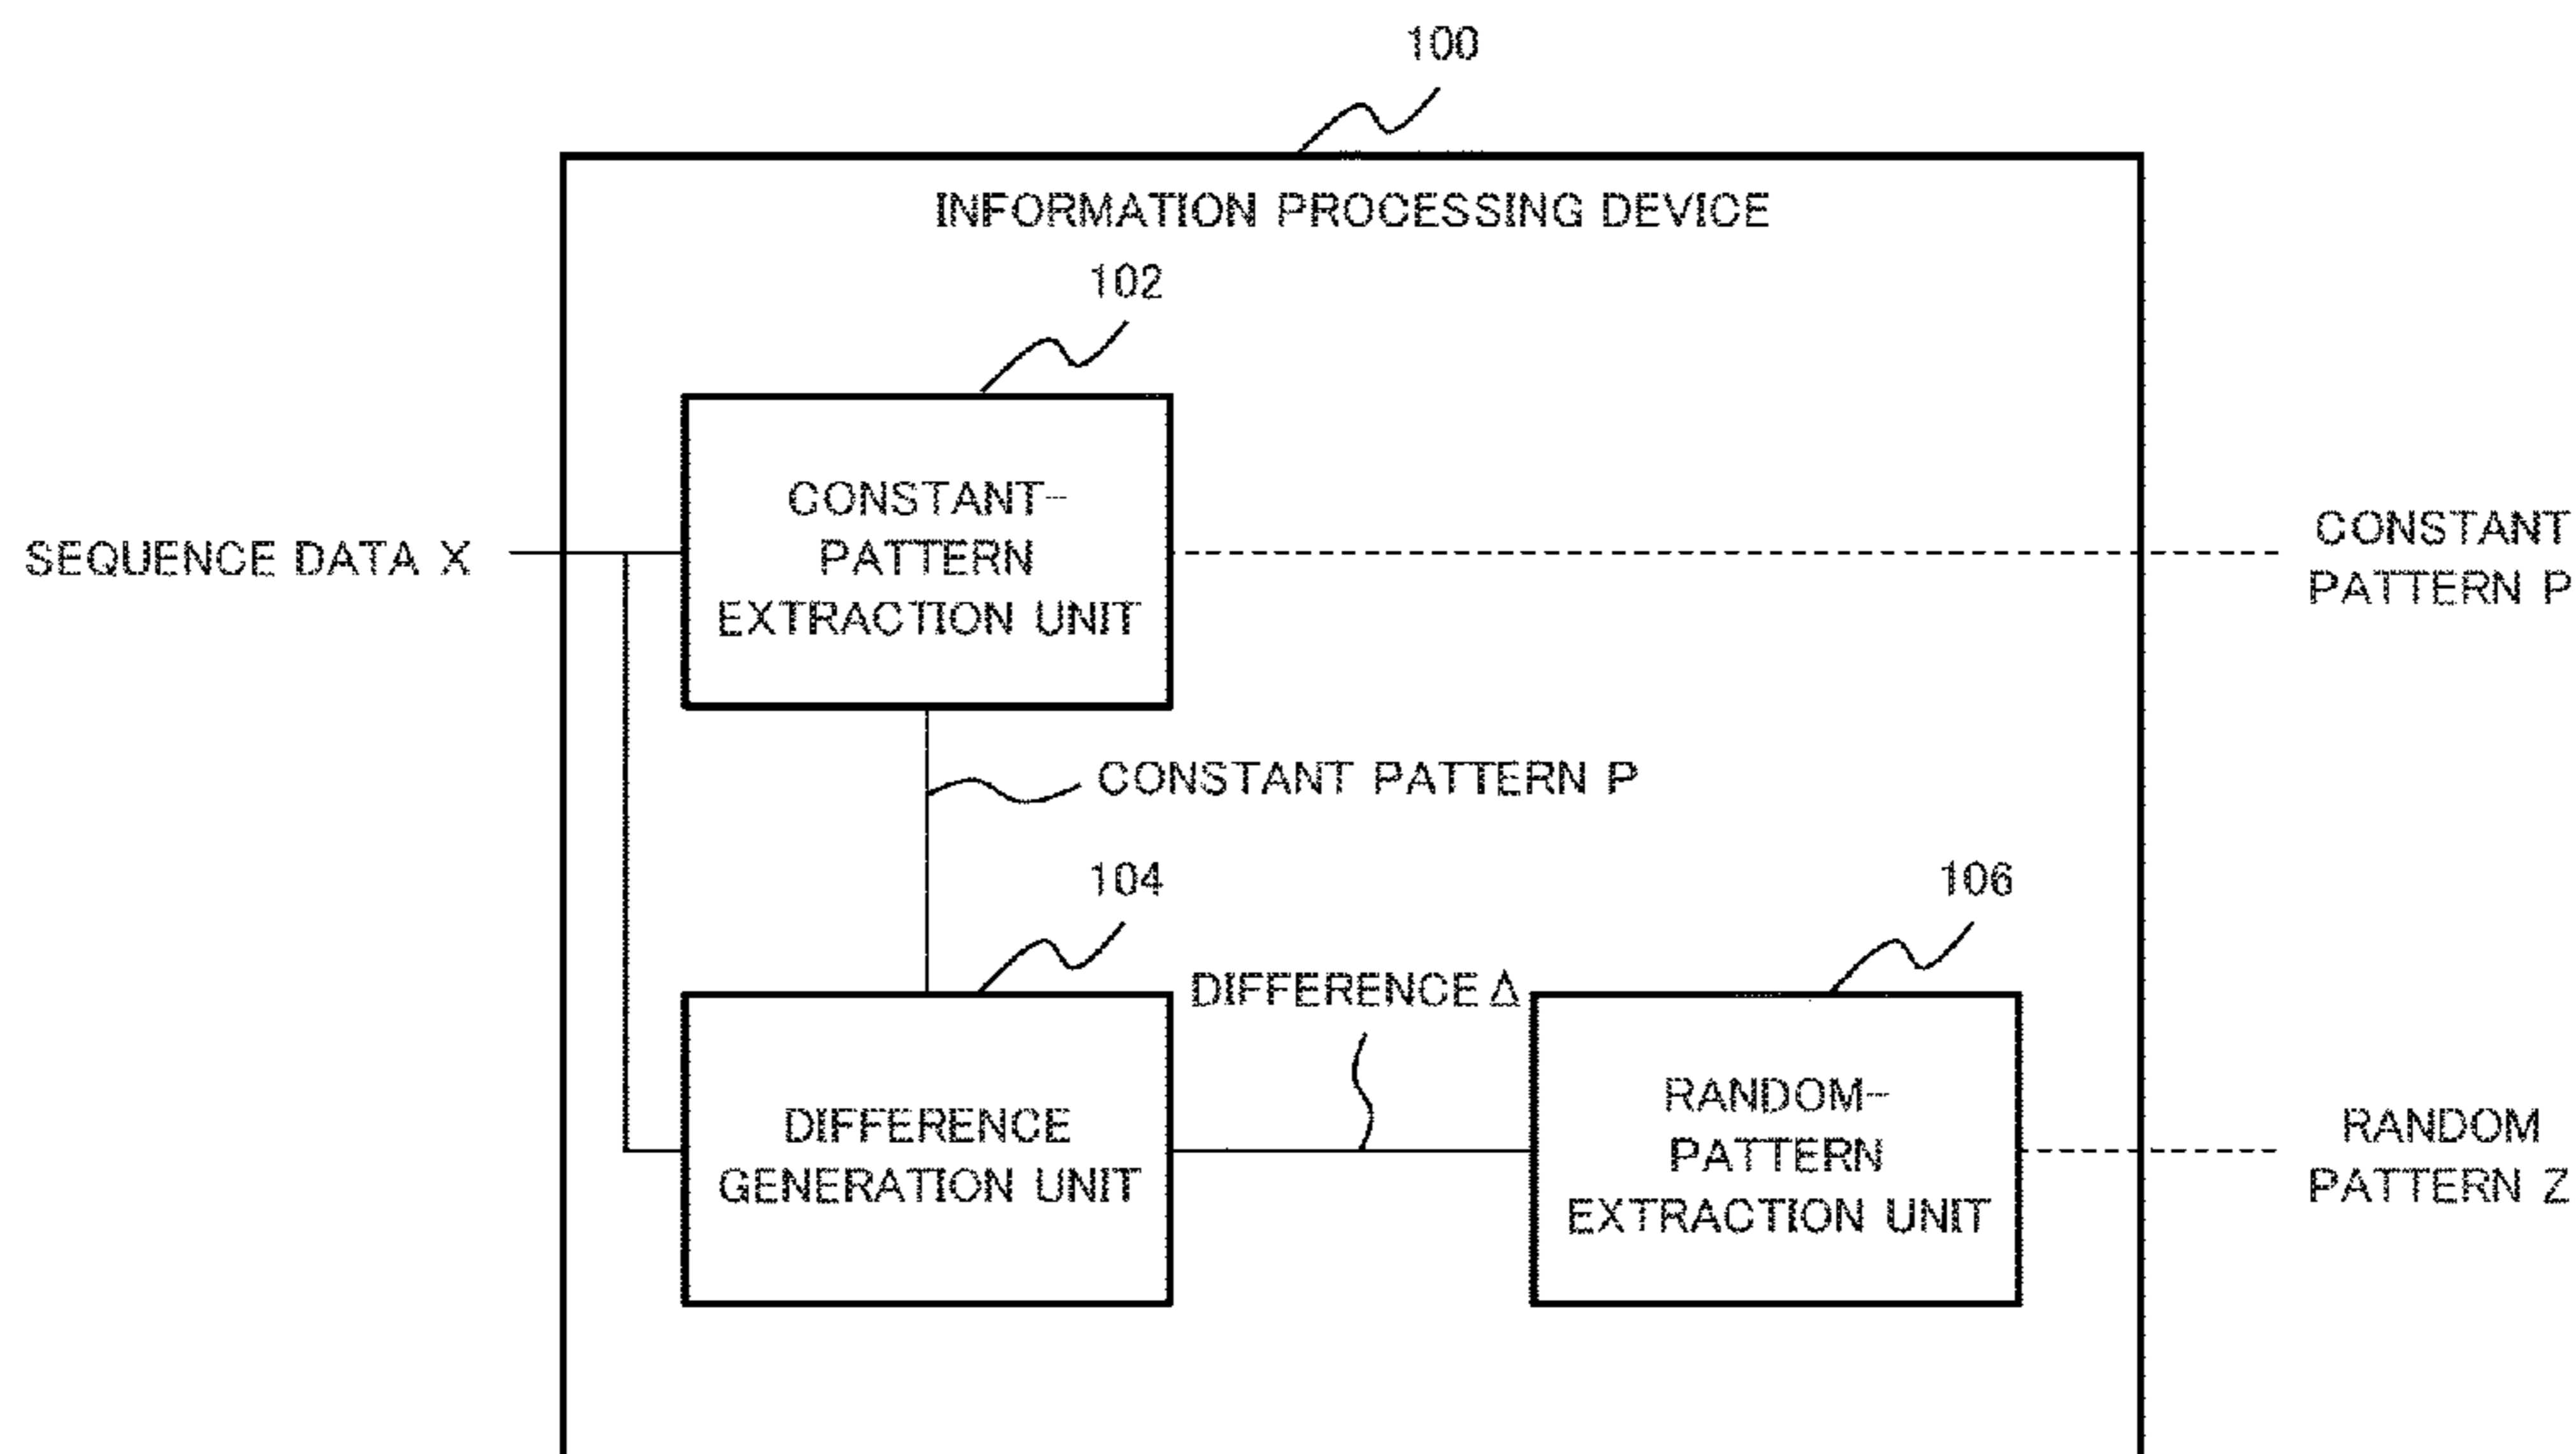 100
INFORMATION PROCESSING DEVICE
102
CONSTANT-
PATTERN
EXTRACTION UNIT
SEQUENCE DATA X
CONSTANT
PATTERN P
CONSTANT PATTERN P
104
106
DIFFERENCE Δ
DIFFERENCE
GENERATION UNIT
RANDOM-
PATTERN
EXTRACTION UNIT
RANDOM
PATTERN Z